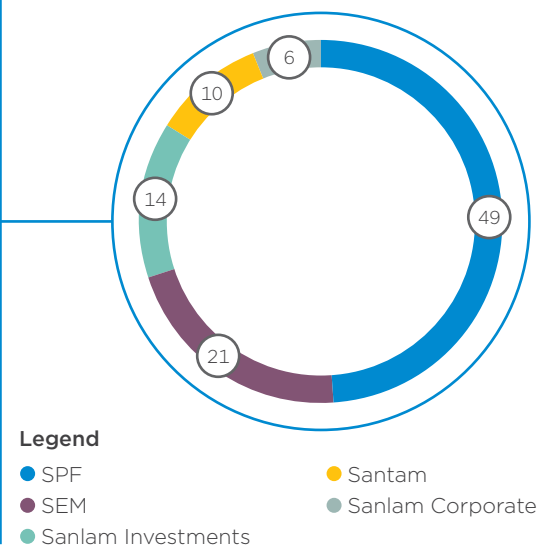 6
10
14
49
21
Legend
SPF
SEM
Sanlam Investments
Santam
Sanlam Corporate